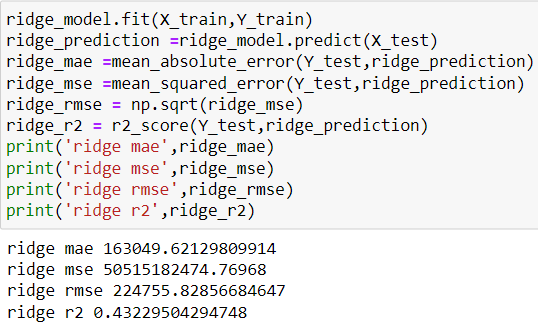 ridge_model.fit(X_train,Y_train)
ridge_prediction =ridge_model.predict(X_test)
ridge_mae =mean_absolute_error(Y_test,ridge_prediction)
ridge_mse =mean_squared_error(Y_test,ridge_prediction)
ridge_rmse = np.sqrt(ridge_mse)
ridge_r2 = r2_score(Y_test,ridge_prediction)
print('ridge mae',ridge_mae)
print('ridge mse',ridge_mse)
print('ridge rmse',ridge_rmse)
print('ridge r2',ridge_r2)
ridge mae 163049.62129809914
ridge mse 50515182474.76968
ridge rmse 224755.82856684647
ridge r2 0.43229504294748